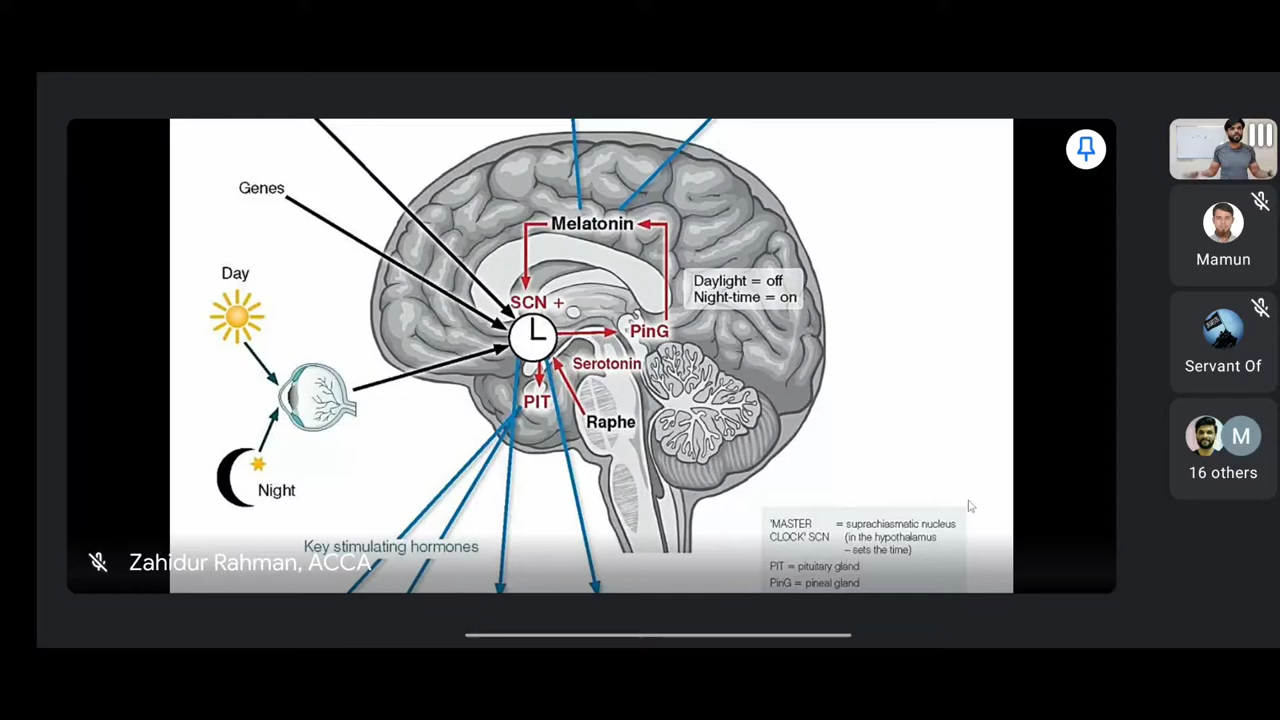 Genes
Day
Night
Melatonin
SCN +
Daylight = off
Night-time = on
PinG
Serotonin
PIT
Raphe
Key stimulating hormones
'MASTER = suprachiasmatic nucleus
CLOCK' SCN (in the hypothalamus
– sets the time)
PIT = pituitary gland
PinG = pineal gland
Zahidur Rahman, ACCA
Mamun
Servant Of
M
16 others